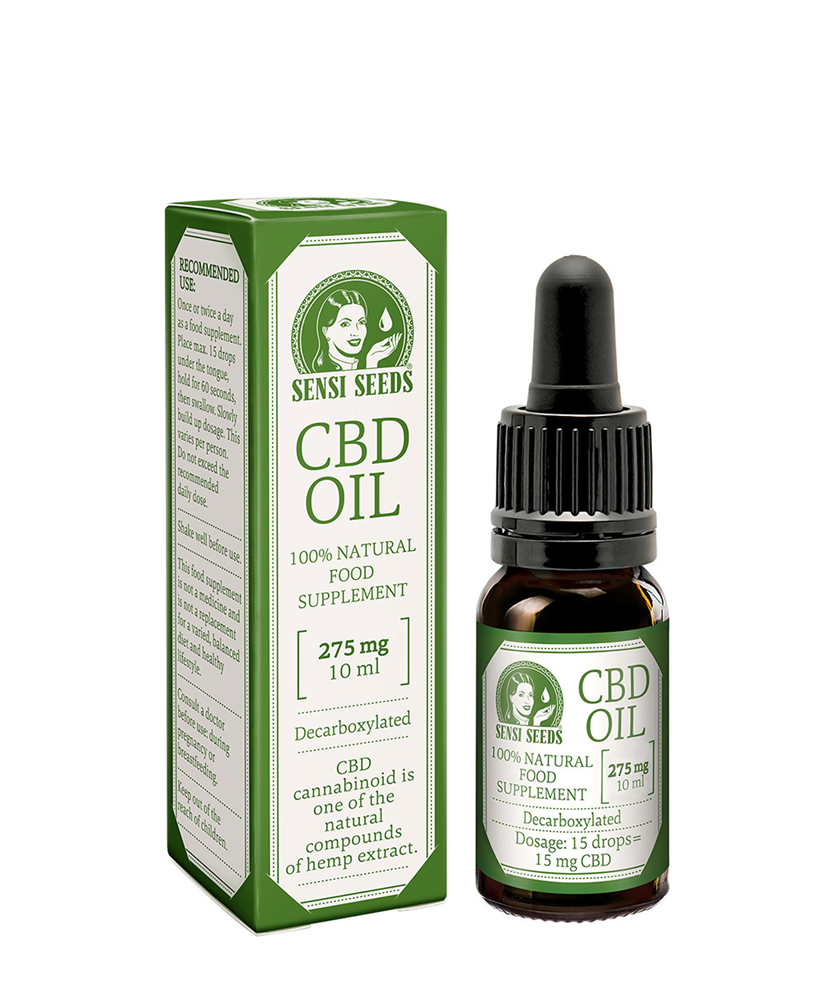 RECOMMENDED
USE:
Once or twice a day
as a food supplement.
Place max. 15 drops
under the tongue,
hold for 60 seconds,
then swallow. Slowly
build up dosage. This
varies per person.
Do not exceed the
recommended
daily dose.
Shake well before use.
This food supplement
is not a medicine and
is not a replacement
for a varied, balanced
diet and healthy
lifestyle.
Consult a doctor
before use: during
pregnancy or
breastfeeding.
Keep out of the
reach of children.
SENSI SEEDS®
CBD
OIL
100% NATURAL
FOOD
SUPPLEMENT
275 mg
10 ml
Decarboxylated
CBD
cannabinoid is
one of the
natural
compounds
of hemp extract.
SENSI SEEDS
CBD
OIL
100% NATURAL
FOOD
SUPPLEMENT
275 mg
10 ml
Decarboxylated
Dosage: 15 drops=
15 mg CBD